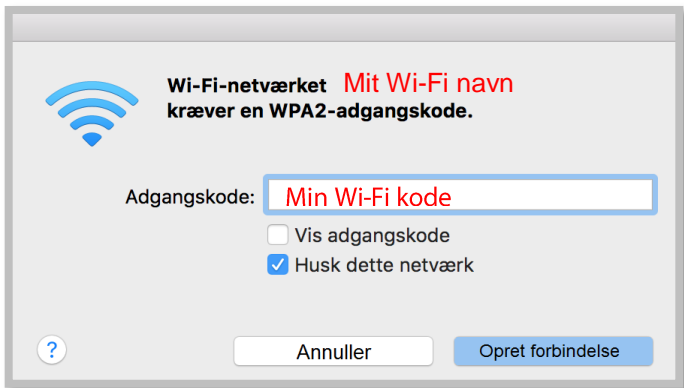 Wi-Fi-netværket Mit Wi-Fi navn
kræver en WPA2-adgangskode.
Adgangskode: Min Wi-Fi kode
Vis adgangskode
Husk dette netværk
? Annuller Opret forbindelse